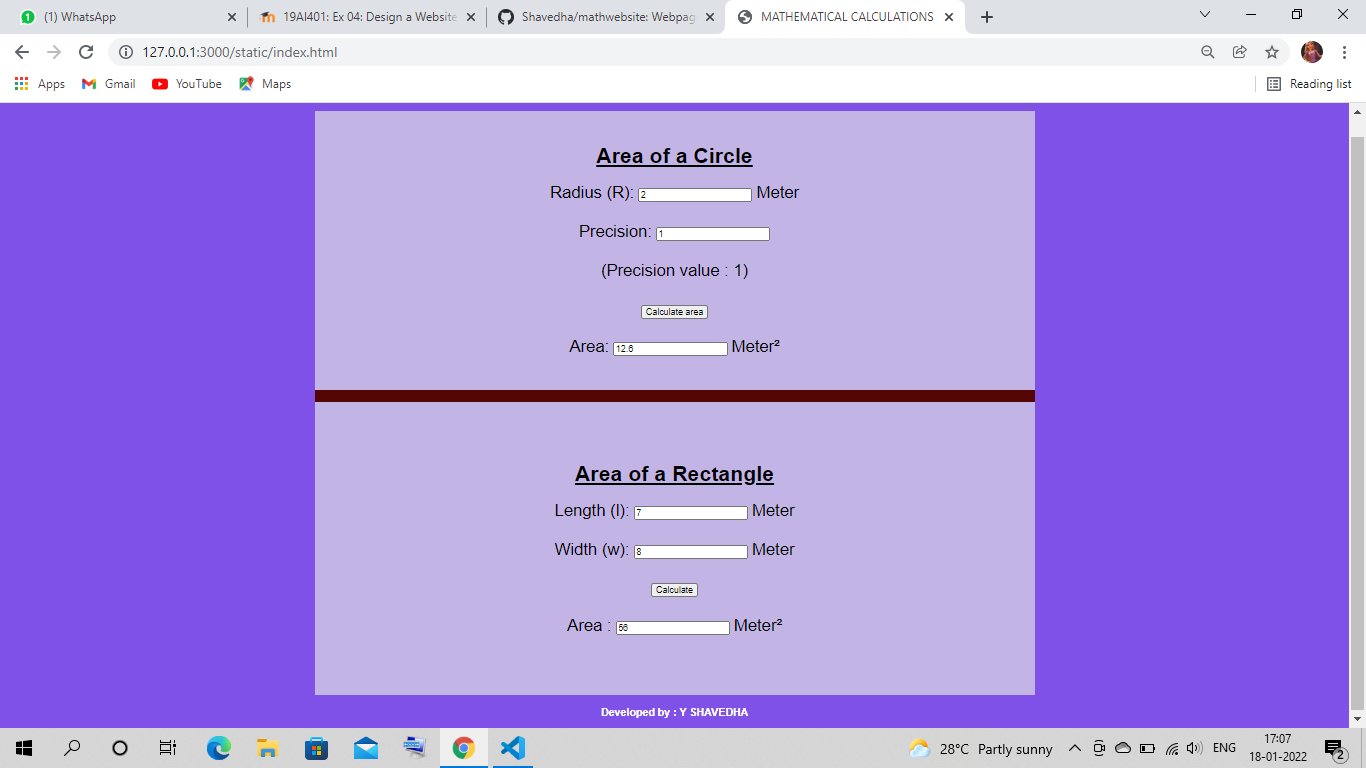 (1) WhatsApp
19AI401: Ex 04: Design a Website
Shavedha/mathwebsite: Webpag
MATHEMATICAL CALCULATIONS
127.0.0.1:3000/static/index.html
Apps Gmail YouTube Maps Reading list
Area of a Circle
Radius (R): 2 Meter
Precision: 1
(Precision value : 1)
Calculate area
Area: 12.6 Meter²
Area of a Rectangle
Length (l): 7 Meter
Width (w): 8 Meter
Calculate
Area : 56 Meter²
Developed by : Y SHAVEDHA
28°C Partly sunny ENG 17:07
18-01-2022 2